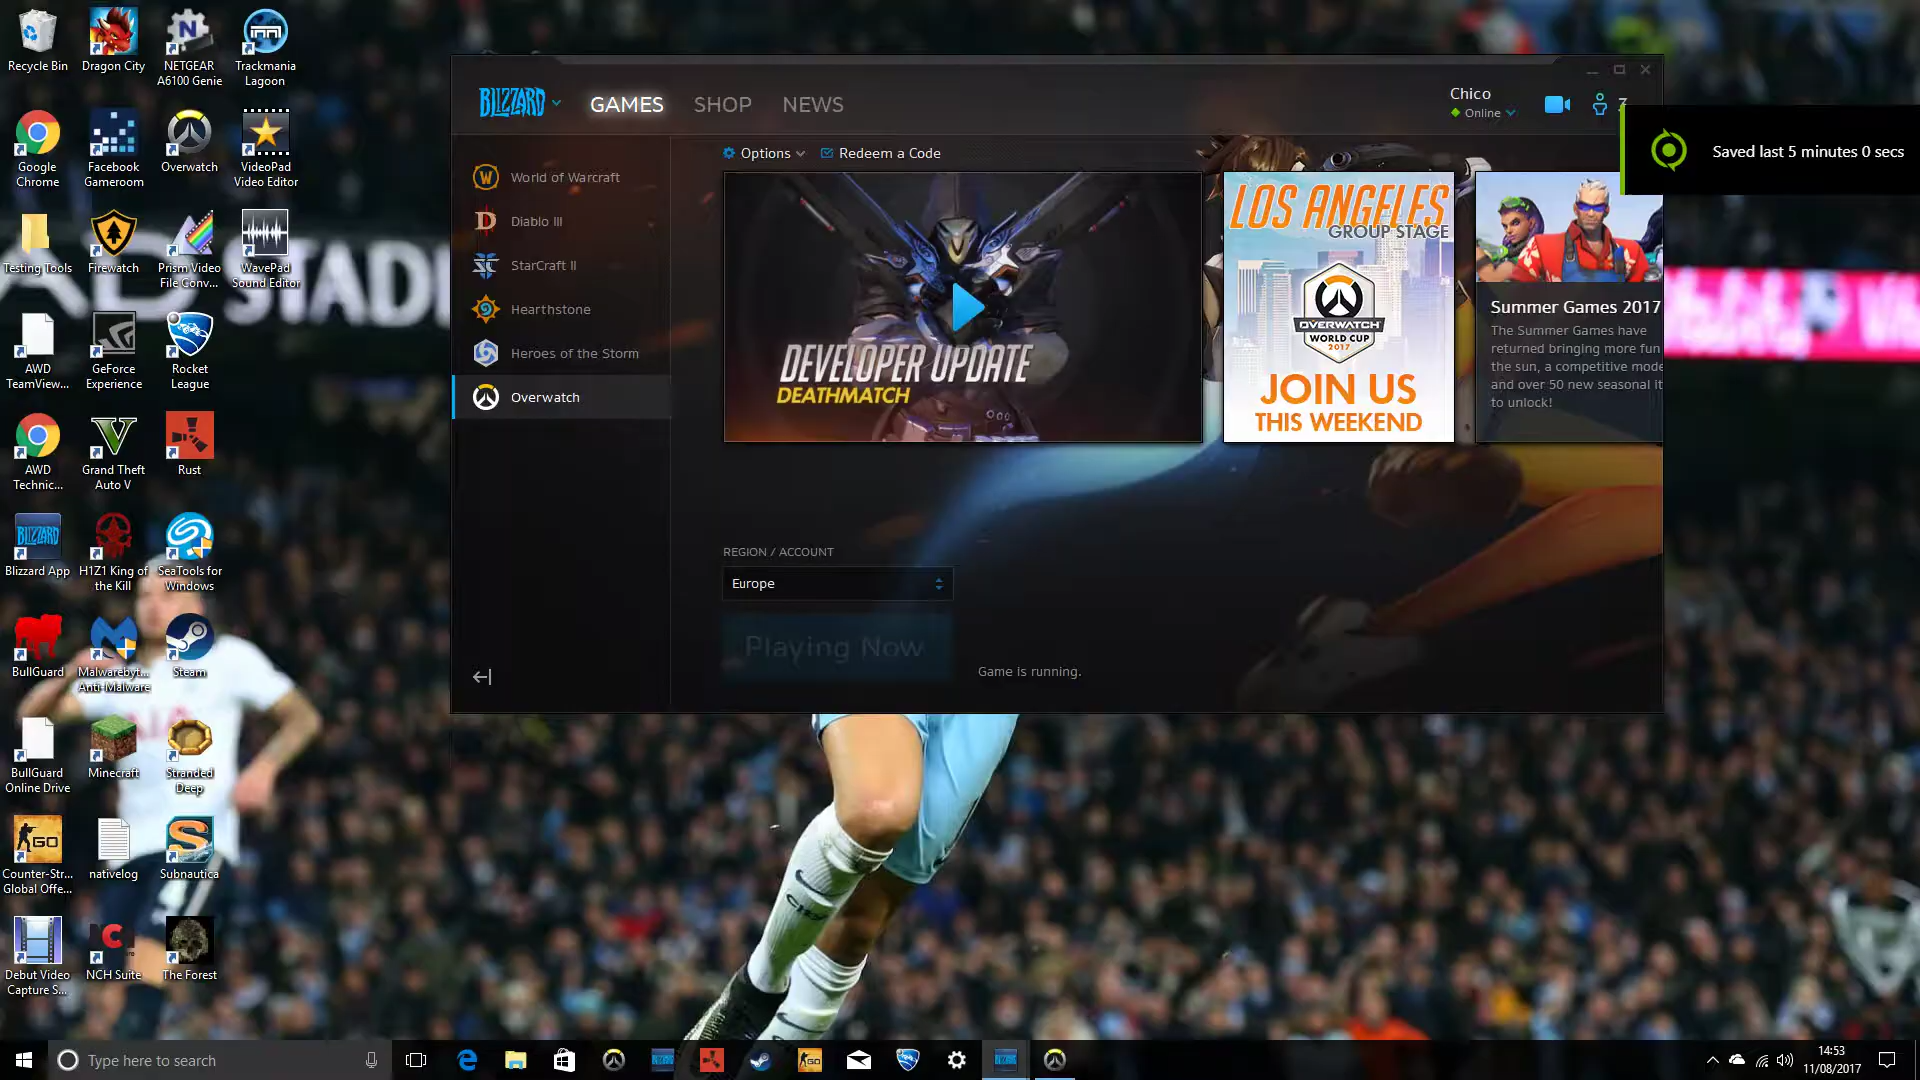 Recycle Bin
Dragon City
NETGEAR
A6100 Genie
Trackmania
Lagoon
Google
Chrome
Facebook
Gameroom
Overwatch
VideoPad
Video Editor
Testing Tools
Firewatch
Prism Video
File Conv...
WavePad
Sound Editor
AWD
TeamView...
GeForce
Experience
Rocket
League
AWD
Technic...
Grand Theft
Auto V
Rust
Blizzard App
H1Z1 King of
the Kill
SeaTools for
Windows
BullGuard
Malwareby t...
Anti-Malware
Steam
BullGuard
Online Drive
Minecraft
Stranded
Deep
GO
Counter-Str...
Global Offe...
nativelog
Subnautica
Debut Video
Capture S...
NCH Suite
The Forest
STADI
BLIZZARD
GAMES
SHOP
NEWS
Chico
Online
7
Saved last 5 minutes 0 secs
World of Warcraft
Diablo III
StarCraft II
Hearthstone
Heroes of the Storm
Overwatch
Options
Redeem a Code
DEVELOPER UPDATE
DEATHMATCH
LOS ANGELES
GROUP STAGE
OVERWATCH
WORLD CUP
2017
JOIN US
THIS WEEKEND
Summer Games 2017
The Summer Games have
returned bringing more fun
the sun, a competitive mode
and over 50 new seasonal it
to unlock!
REGION / ACCOUNT
Europe
Playing Now
Game is running.
Type here to search
14:53
11/08/2017